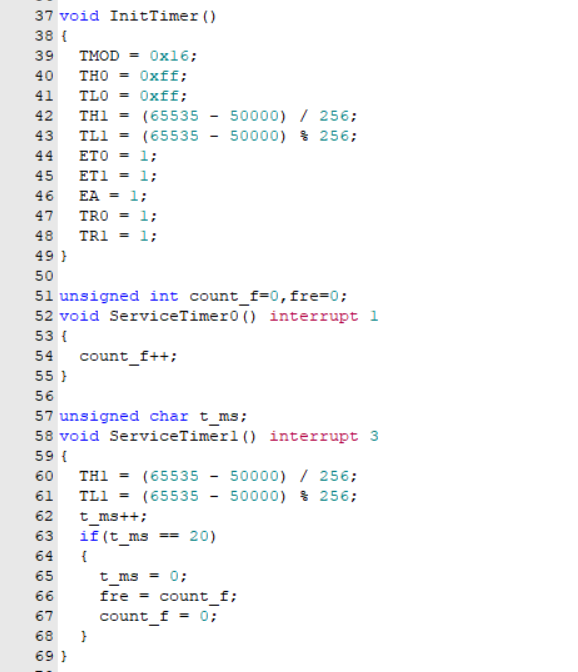 37 void InitTimer()
38 {
39   TMOD = 0x16;
40   TH0 = 0xff;
41   TL0 = 0xff;
42   TH1 = (65535 - 50000) / 256;
43   TL1 = (65535 - 50000) % 256;
44   ET0 = 1;
45   ET1 = 1;
46   EA = 1;
47   TR0 = 1;
48   TR1 = 1;
49 }
50
51 unsigned int count_f=0,fre=0;
52 void ServiceTimer0() interrupt 1
53 {
54   count_f++;
55 }
56
57 unsigned char t_ms;
58 void ServiceTimer1() interrupt 3
59 {
60   TH1 = (65535 - 50000) / 256;
61   TL1 = (65535 - 50000) % 256;
62   t_ms++;
63   if(t_ms == 20)
64   {
65     t_ms = 0;
66     fre = count_f;
67     count_f = 0;
68   }
69 }